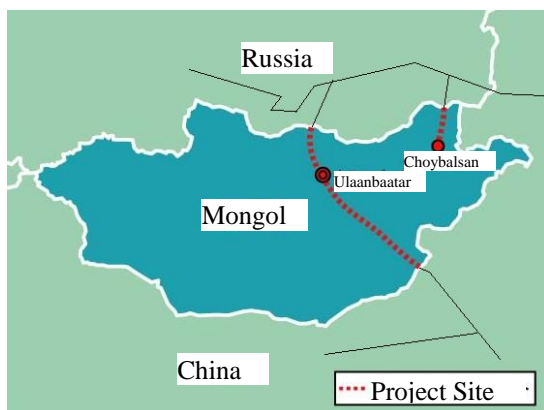 Russia
Choybalsan
Ulaanbaatar
Mongol
China
Project Site